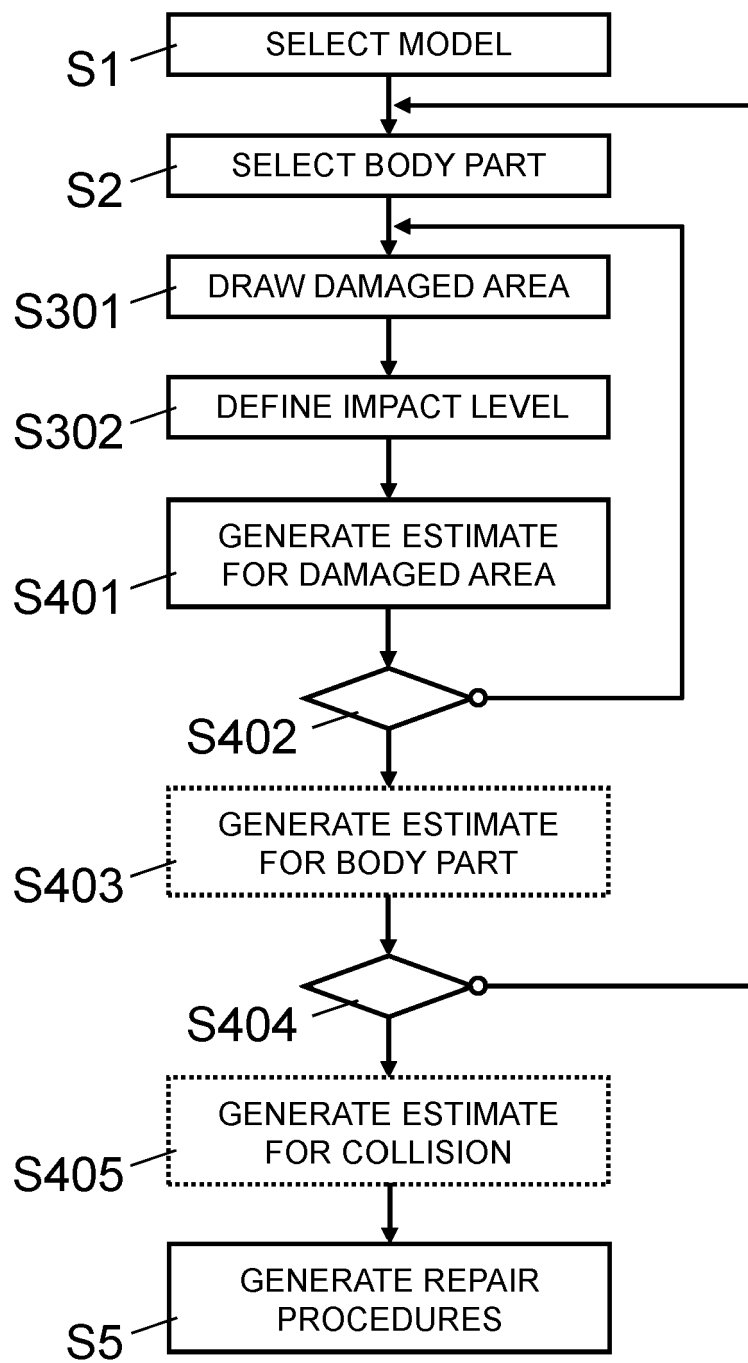 SELECT MODEL
S1
SELECT BODY PART
S2
DRAW DAMAGED AREA
S301
DEFINE IMPACT LEVEL
S302
GENERATE ESTIMATE
FOR DAMAGED AREA
S401
S402
GENERATE ESTIMATE
FOR BODY PART
S403
S404
GENERATE ESTIMATE
FOR COLLISION
S405
GENERATE REPAIR
PROCEDURES
S5